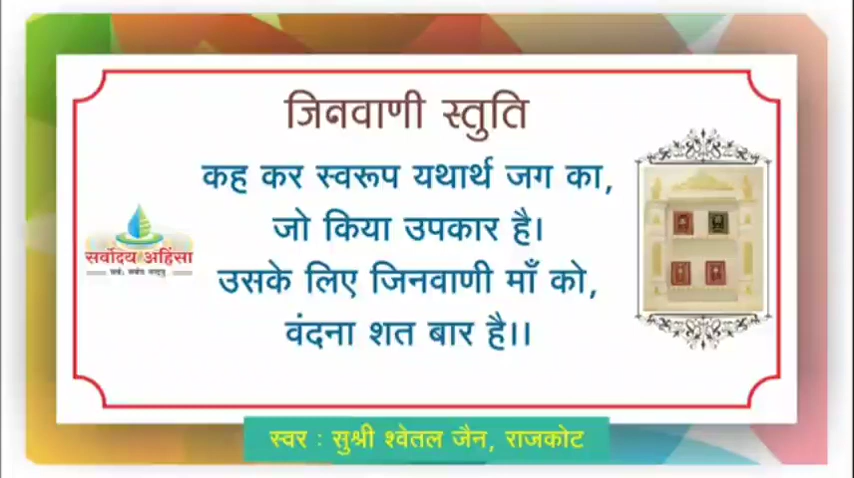 जिनवाणी स्तुति
कह कर स्वरूप यथार्थ जग का,
जो किया उपकार है।
उसके लिए जिनवाणी माँ को,
वंदना शत बार है।।
सर्वोदय अहिंसा
स्वर : सुश्री श्वेतल जैन, राजकोट